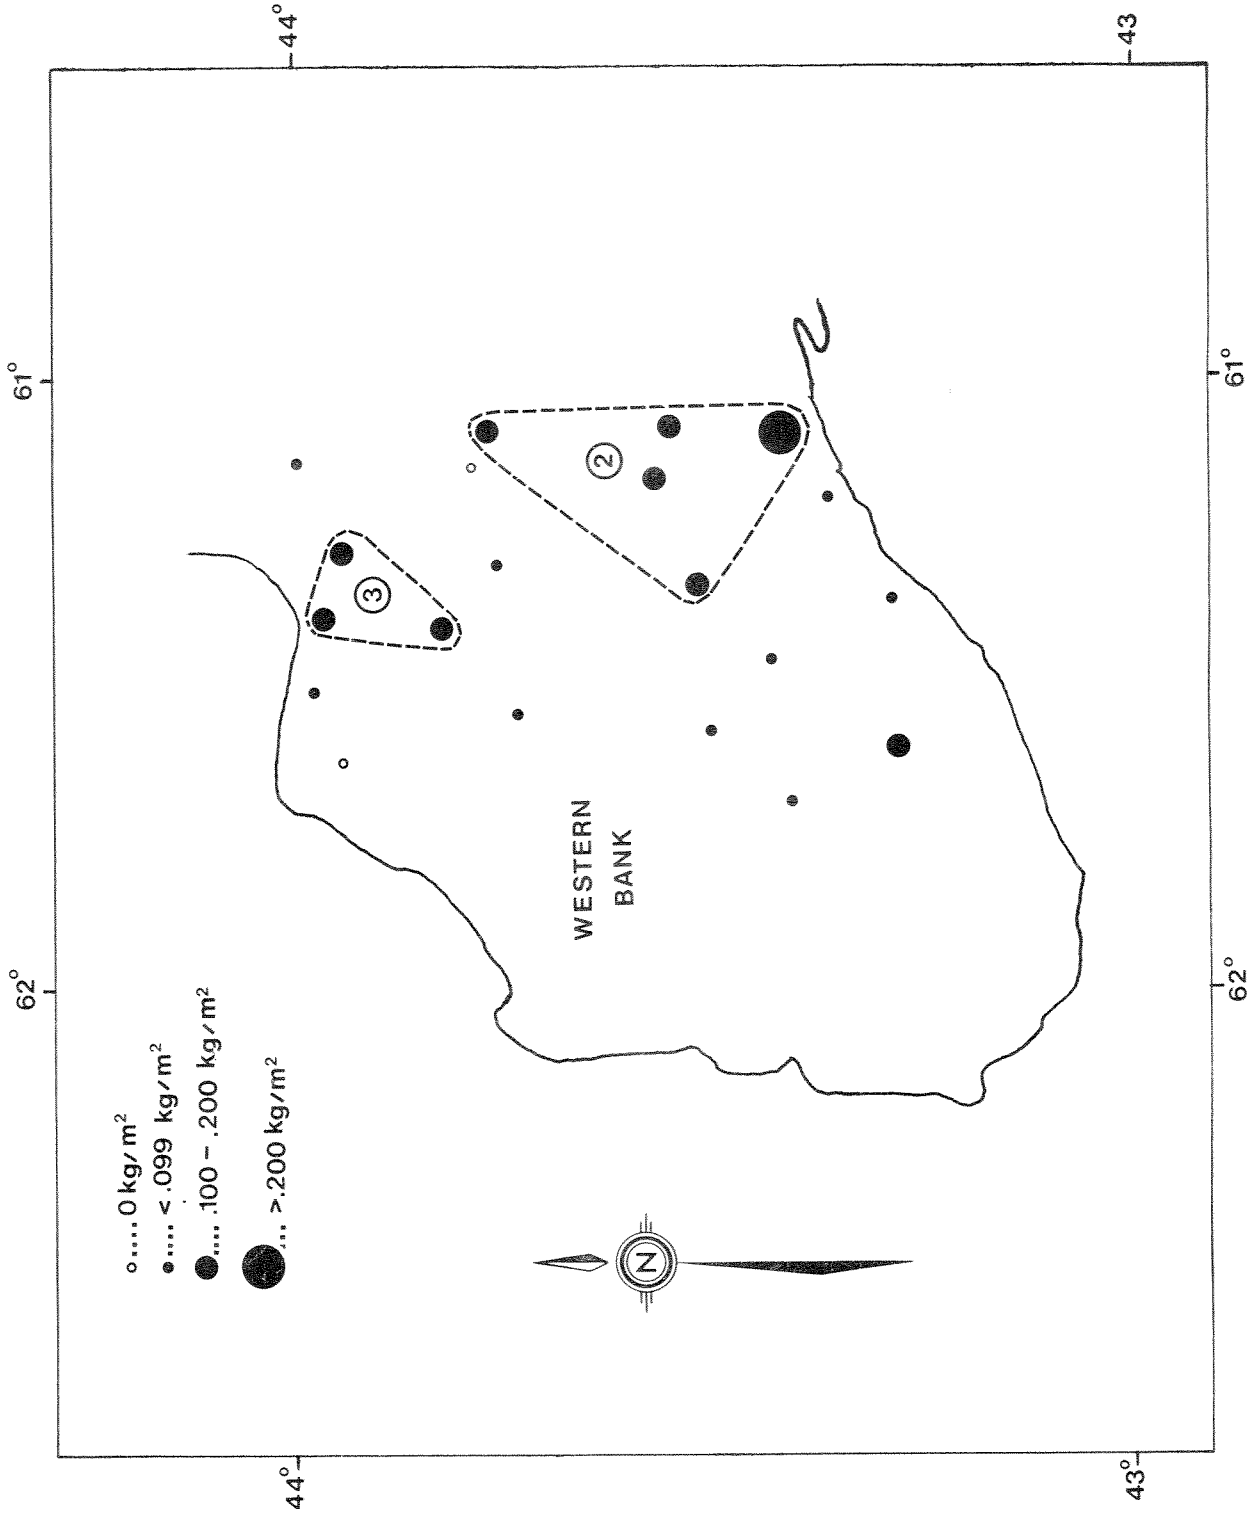 44°
43
61°
61°
62°
62°
44°
43°
○....0 kg/m²
●....<.099 kg/m²
●.....100-.200 kg/m²
●...>.200 kg/m²
3
2
WESTERN
BANK
N